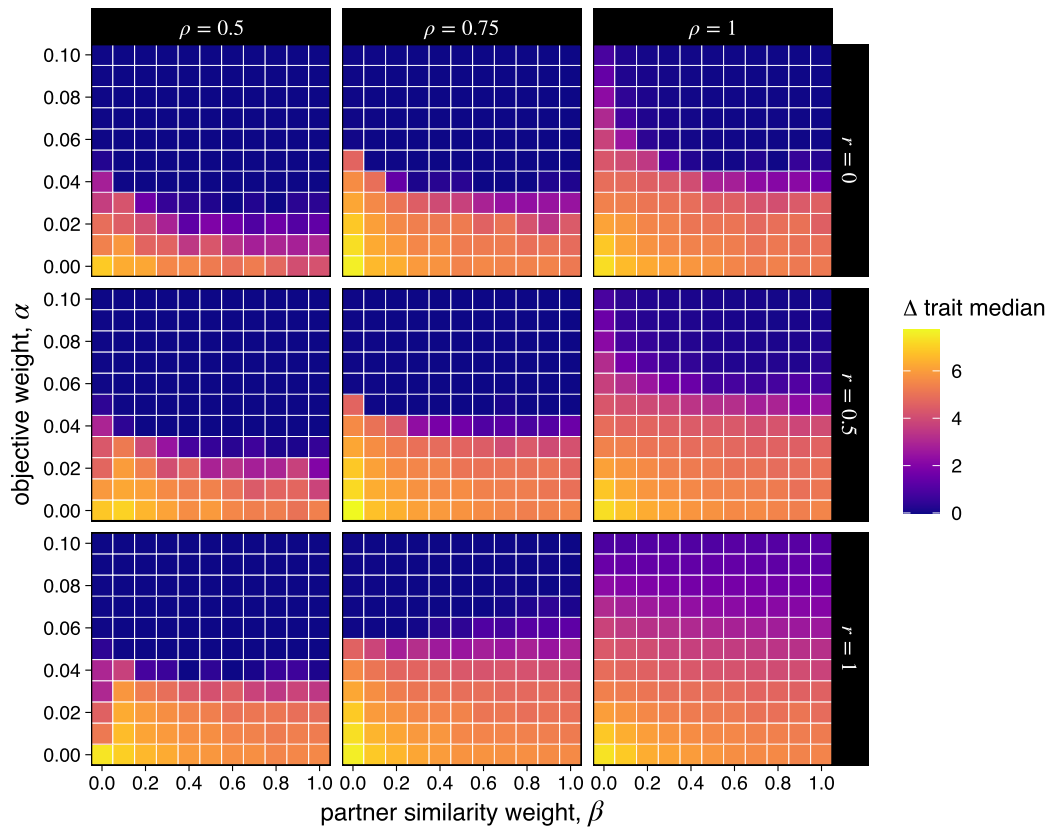 ρ = 0.5
ρ = 0.75
ρ = 1
0.10
0.08
0.06
0.04
0.02
0.00
r = 0
0.10
0.08
0.06
0.04
0.02
0.00
r = 0.5
0.10
0.08
0.06
0.04
0.02
0.00
r = 1
objective weight, α
0.0 0.2 0.4 0.6 0.8 1.0
0.0 0.2 0.4 0.6 0.8 1.0
0.0 0.2 0.4 0.6 0.8 1.0
partner similarity weight, β
Δ trait median
6
4
2
0